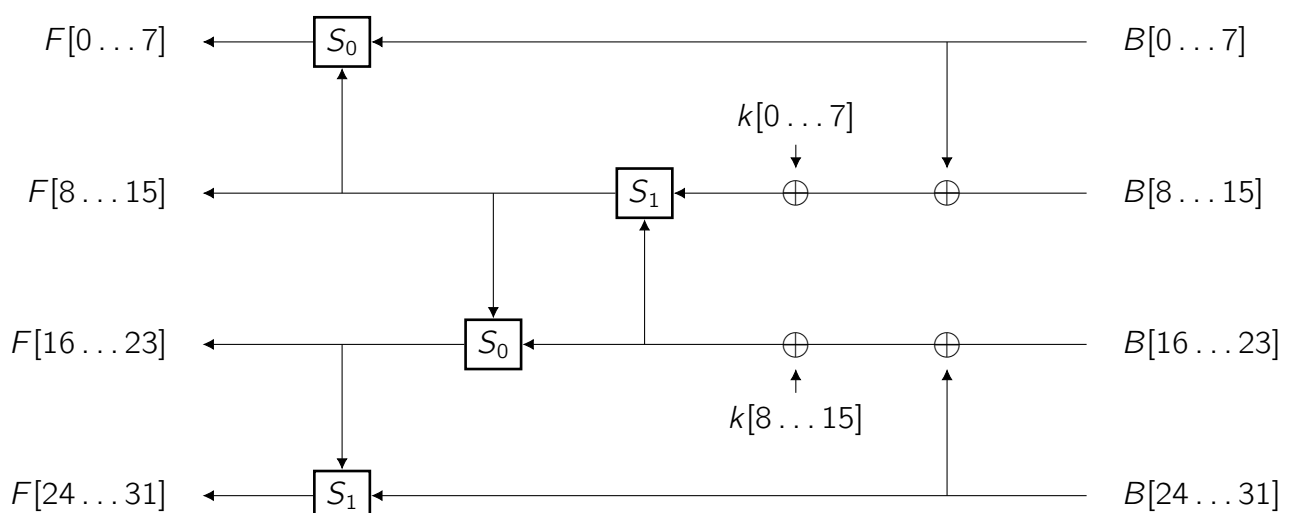 F[0...7] S₀ B[0...7]
k[0...7]
F[8...15] S₁ B[8...15]
F[16...23] S₀ B[16...23]
k[8...15]
F[24...31] S₁ B[24...31]